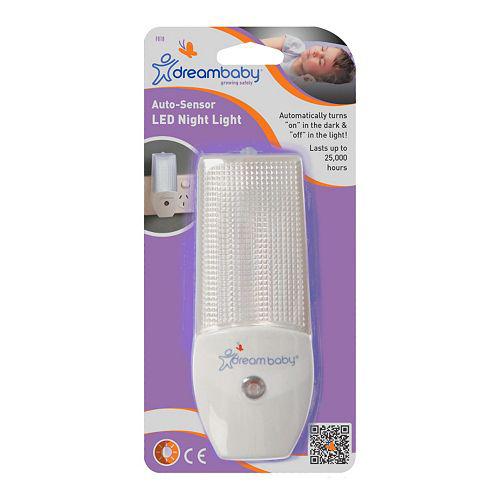 F818
dreambaby®
growing safely
Auto-Sensor
LED Night Light
Automatically turns
"on" in the dark &
"off" in the light!
Lasts up to
25,000
hours
dreambaby®
CE